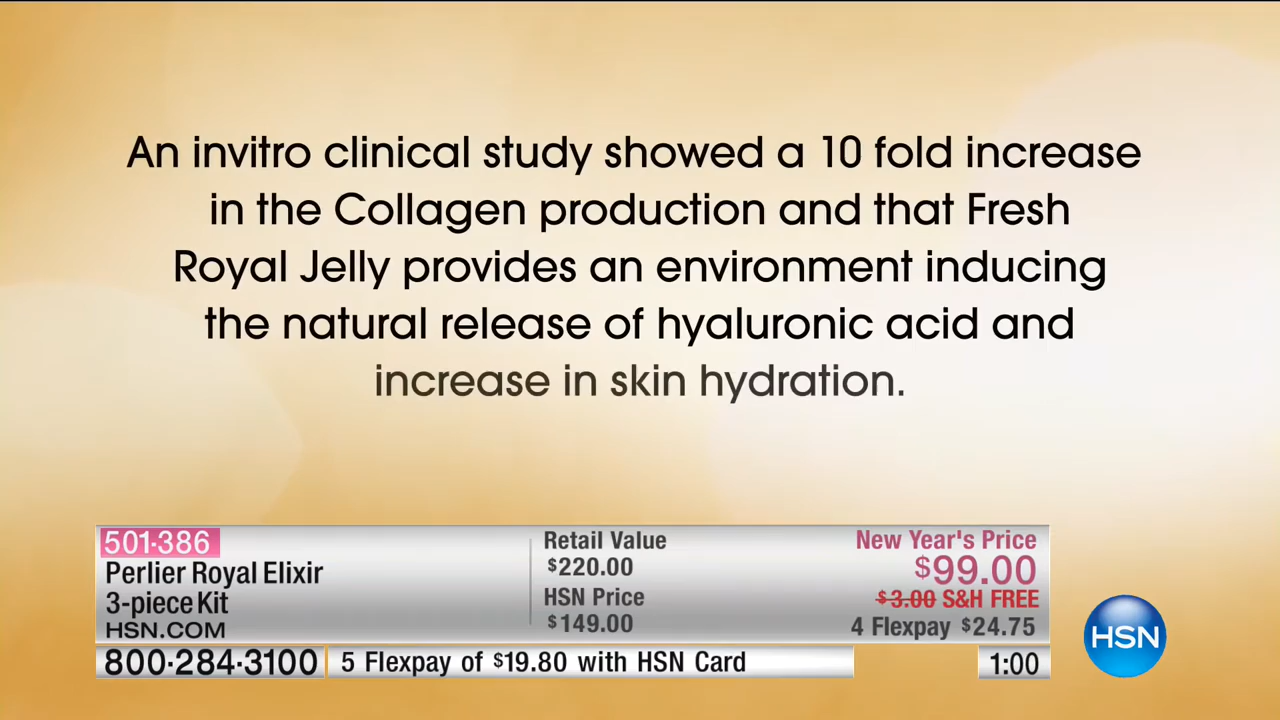 An invitro clinical study showed a 10 fold increase
in the Collagen production and that Fresh
Royal Jelly provides an environment inducing
the natural release of hyaluronic acid and
increase in skin hydration.
501-386
Perlier Royal Elixir
3-piece Kit
HSN.COM
Retail Value
$220.00
HSN Price
$149.00
New Year's Price
$99.00
$3.00 S&H FREE
4 Flexpay $24.75
800-284-3100
5 Flexpay of $19.80 with HSN Card
1:00
HSN